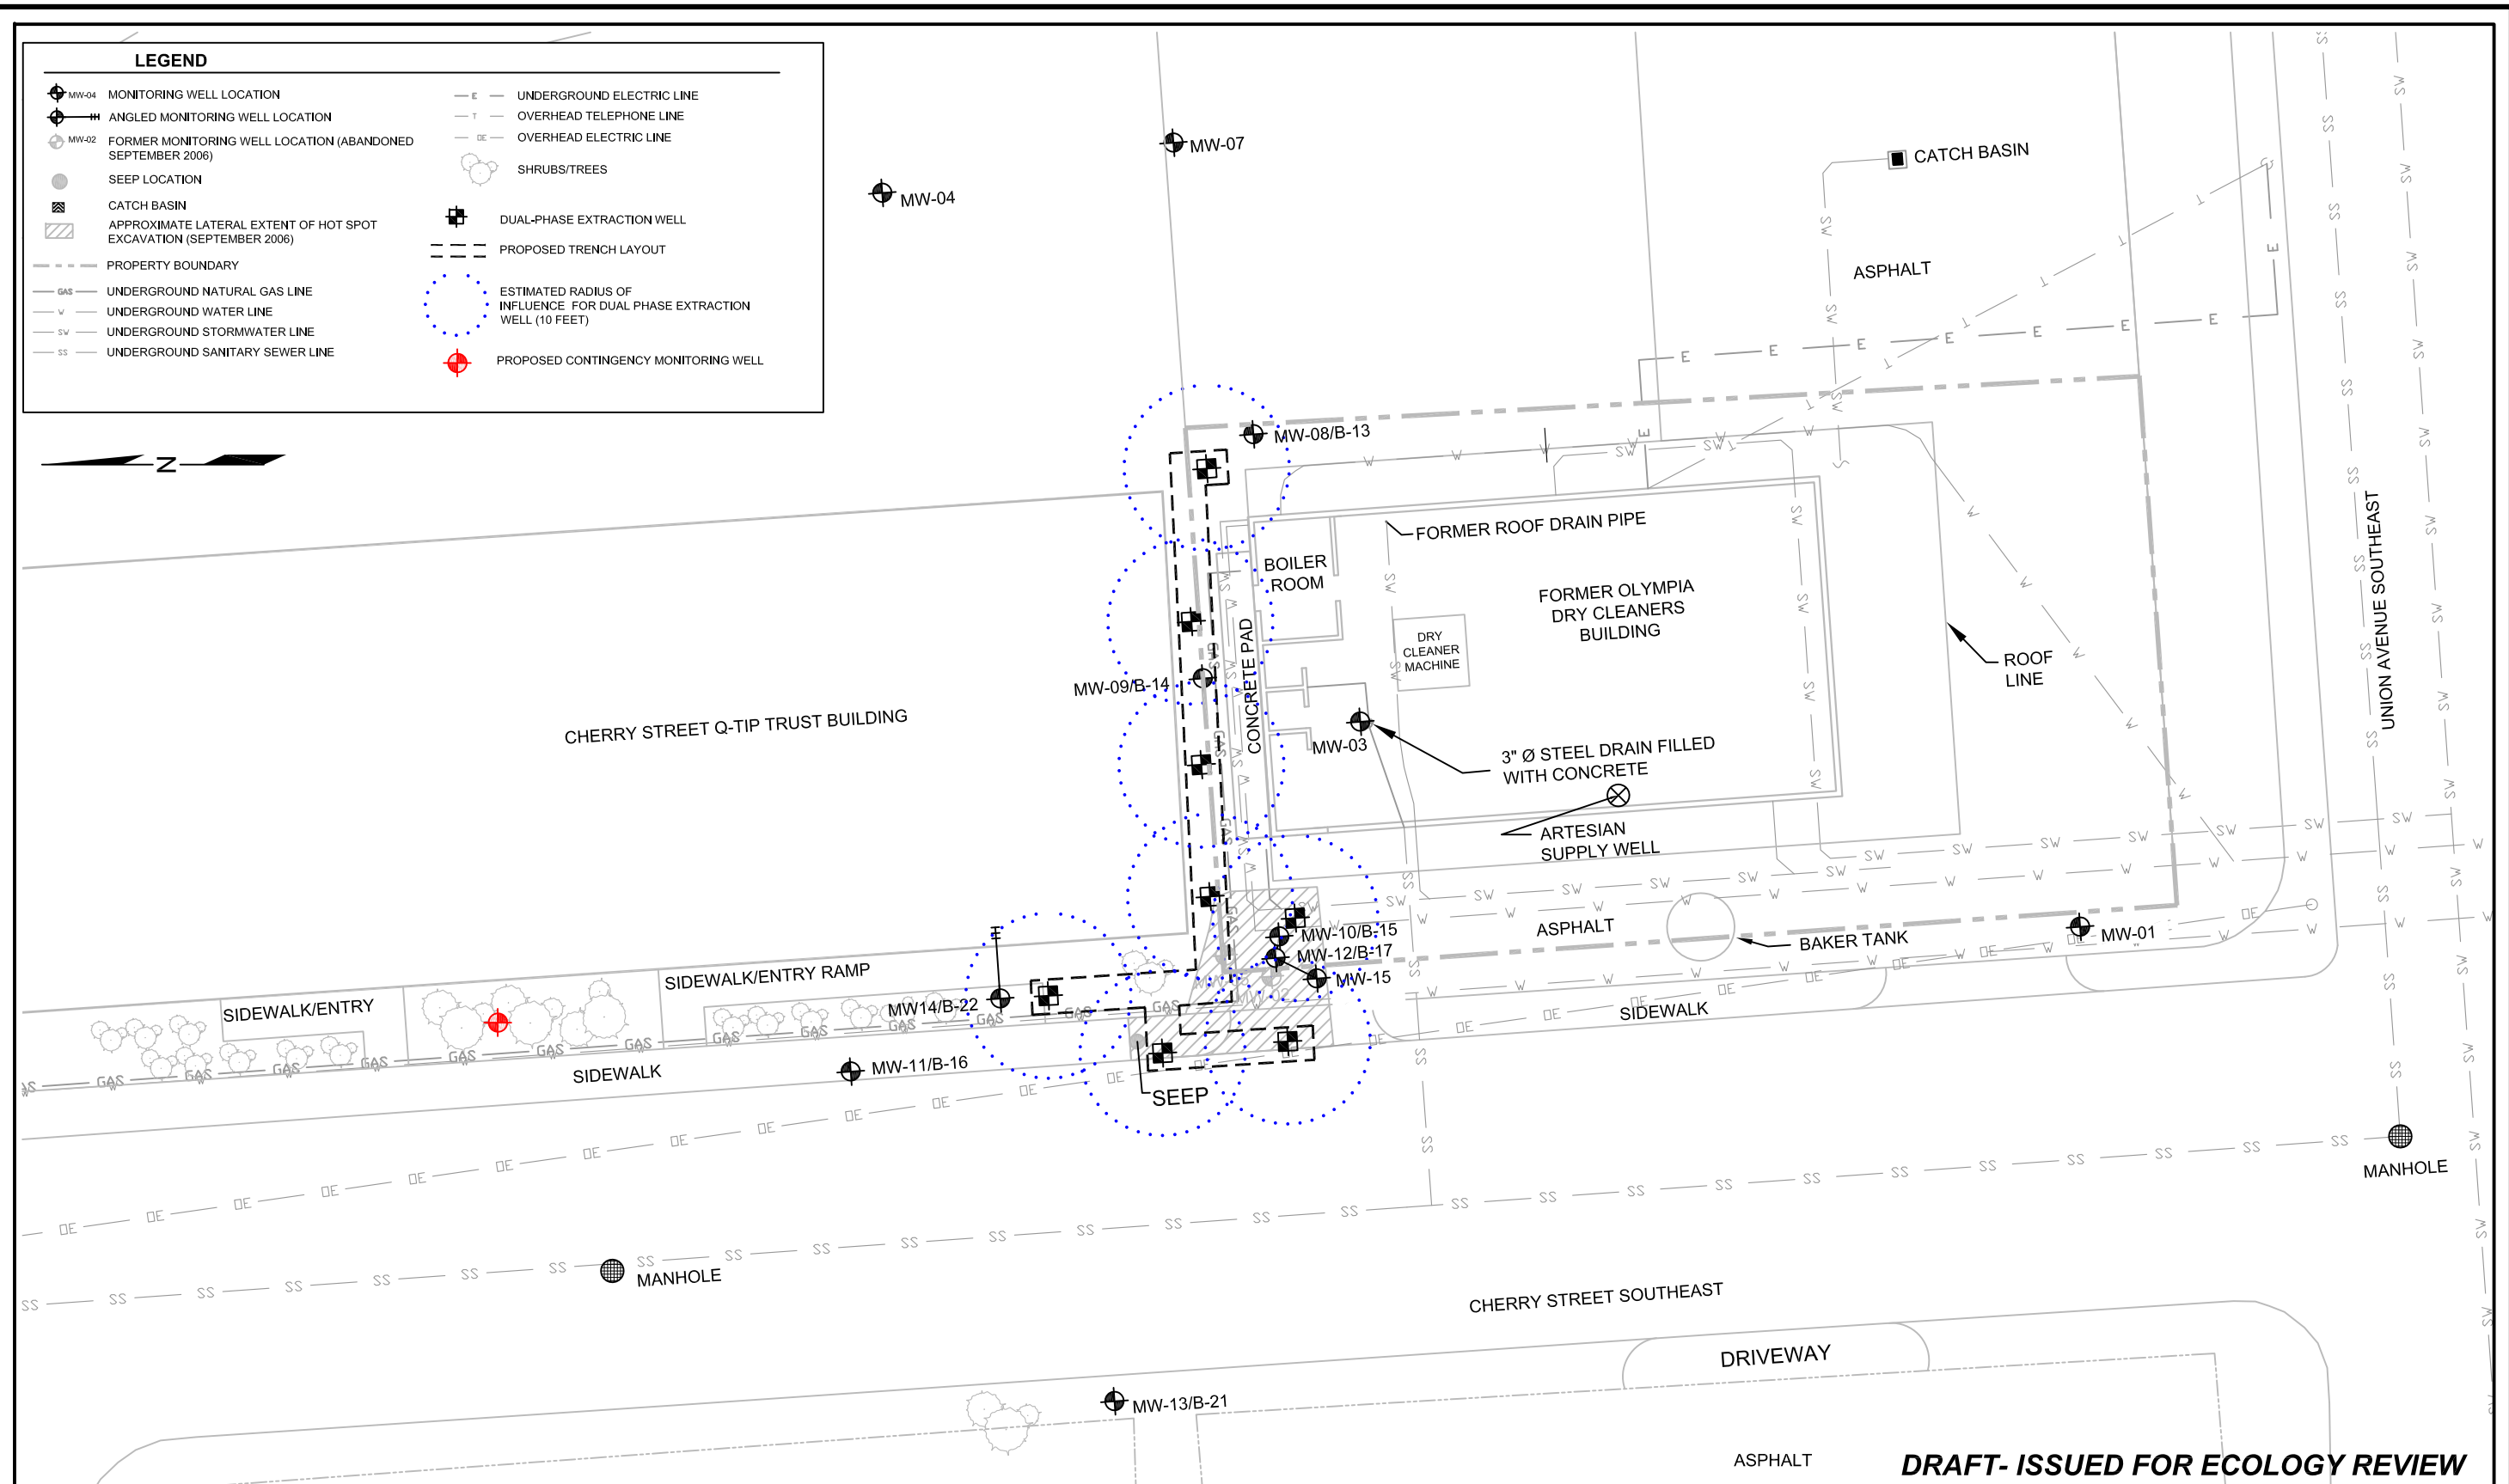 LEGEND
MW-04 MONITORING WELL LOCATION
ANGLED MONITORING WELL LOCATION
MW-02 FORMER MONITORING WELL LOCATION (ABANDONED
SEPTEMBER 2006)
SEEP LOCATION
CATCH BASIN
APPROXIMATE LATERAL EXTENT OF HOT SPOT
EXCAVATION (SEPTEMBER 2006)
PROPERTY BOUNDARY
GAS UNDERGROUND NATURAL GAS LINE
W UNDERGROUND WATER LINE
SW UNDERGROUND STORMWATER LINE
SS UNDERGROUND SANITARY SEWER LINE
E UNDERGROUND ELECTRIC LINE
T OVERHEAD TELEPHONE LINE
OE OVERHEAD ELECTRIC LINE
SHRUBS/TREES
DUAL-PHASE EXTRACTION WELL
PROPOSED TRENCH LAYOUT
ESTIMATED RADIUS OF
INFLUENCE FOR DUAL PHASE EXTRACTION
WELL (10 FEET)
PROPOSED CONTINGENCY MONITORING WELL
N
MW-07
MW-04
CATCH BASIN
ASPHALT
MW-08/B-13
FORMER ROOF DRAIN PIPE
BOILER
ROOM
FORMER OLYMPIA
DRY CLEANERS
BUILDING
DRY
CLEANER
MACHINE
UNION AVENUE SOUTHEAST
ROOF
LINE
CONCRETE PAD
MW-09/B-14
CHERRY STREET Q-TIP TRUST BUILDING
MW-03
3" Ø STEEL DRAIN FILLED
WITH CONCRETE
ARTESIAN
SUPPLY WELL
ASPHALT
BAKER TANK
MW-01
MW-10/B-15
MW-12/B-17
MW-15
MW-02
SIDEWALK/ENTRY RAMP
SIDEWALK/ENTRY
MW14/B-22
SIDEWALK
MW-11/B-16
SIDEWALK
SEEP
MANHOLE
MANHOLE
CHERRY STREET SOUTHEAST
DRIVEWAY
MW-13/B-21
ASPHALT
DRAFT- ISSUED FOR ECOLOGY REVIEW